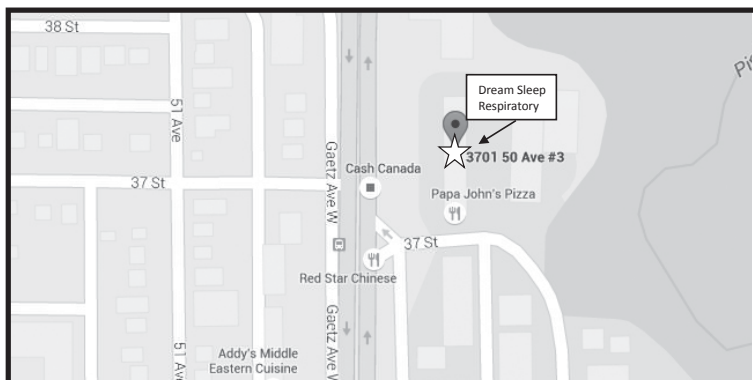 38 St
51 Ave
Gaetz Ave W
Dream Sleep
Respiratory
3701 50 Ave #3
Cash Canada
37 St
Papa John's Pizza
37 St
Red Star Chinese
Gaetz Ave W
51 Ave
Addy's Middle
Eastern Cuisine